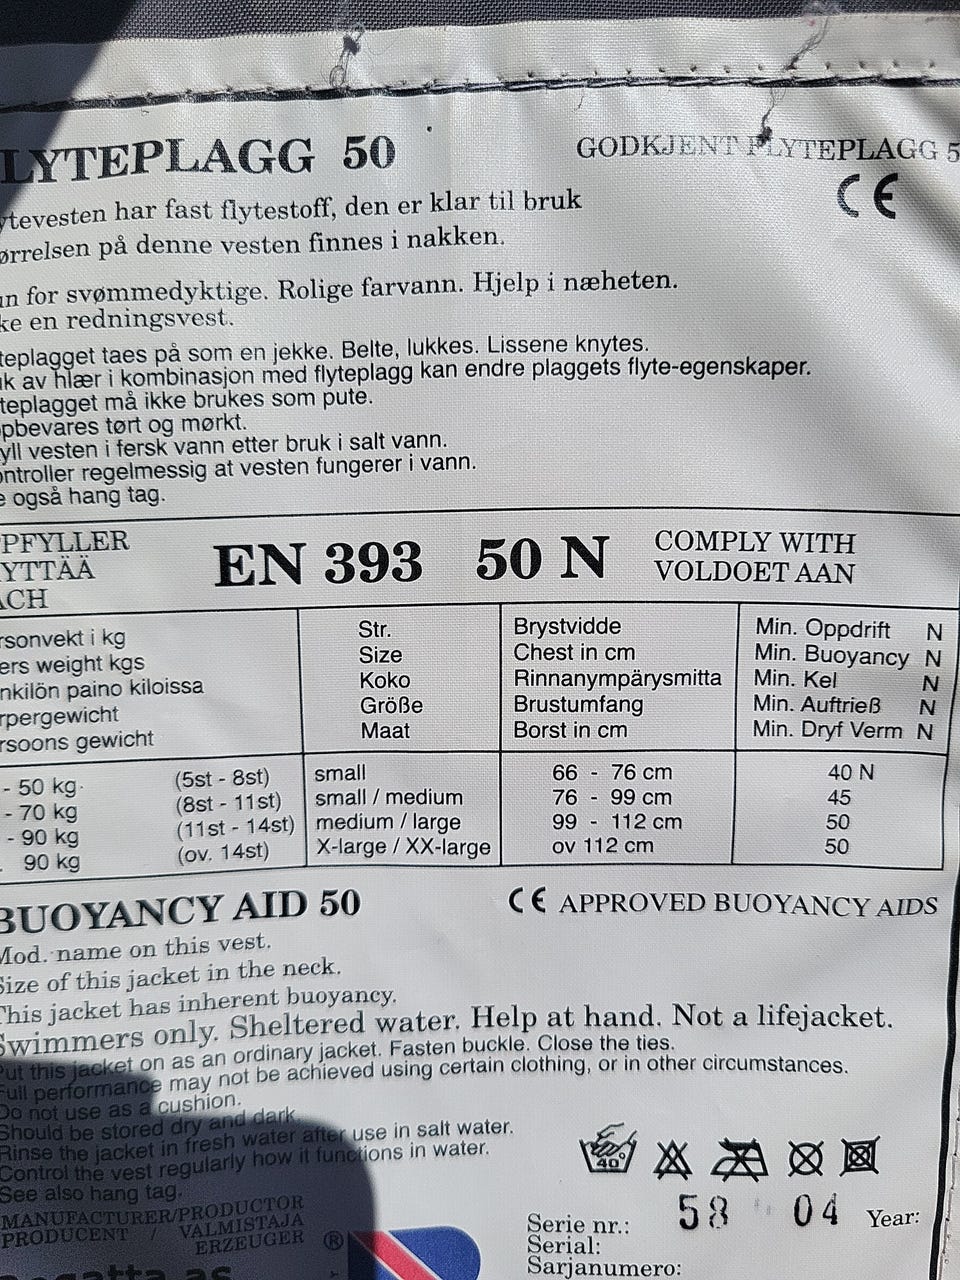 LYTEPLAGG 50
GODKJENT FLYTEPLAGG 5
CE
ytevesten har fast flytestoff, den er klar til bruk
ørrelsen på denne vesten finnes i nakken.
un for svømmedyktige. Rolige farvann. Hjelp i næheten.
ke en redningsvest.
teplagget taes på som en jekke. Belte, lukkes. Lissene knytes.
uk av hlær i kombinasjon med flyteplagg kan endre plaggets flyte-egenskaper.
teplagget må ikke brukes som pute.
pbevares tørt og mørkt.
yll vesten i fersk vann etter bruk i salt vann.
ontroller regelmessig at vesten fungerer i vann.
e også hang tag.
PFYLLER
YTTÄÄ
ACH
EN 393 50 N
COMPLY WITH
VOLDOET AAN
rsonvekt i kg Str. Brystvidde Min. Oppdrift N
ers weight kgs Size Chest in cm Min. Buoyancy N
nkilön paino kiloissa Koko Rinnanympärysmitta Min. Kel N
rpergewicht Größe Brustumfang Min. Auftrieß N
rsoons gewicht Maat Borst in cm Min. Dryf Verm N
- 50 kg (5st - 8st) small 66 - 76 cm 40 N
- 70 kg (8st - 11st) small / medium 76 - 99 cm 45
- 90 kg (11st - 14st) medium / large 99 - 112 cm 50
. 90 kg (ov. 14st) X-large / XX-large ov 112 cm 50
BUOYANCY AID 50
CE APPROVED BUOYANCY AIDS
Mod. name on this vest.
Size of this jacket in the neck.
This jacket has inherent buoyancy.
Swimmers only. Sheltered water. Help at hand. Not a lifejacket.
Put this jacket on as an ordinary jacket. Fasten buckle. Close the ties.
Full performance may not be achieved using certain clothing, or in other circumstances.
Do not use as a cushion.
Should be stored dry and dark.
Rinse the jacket in fresh water after use in salt water.
Control the vest regularly how it functions in water.
See also hang tag.
40°
MANUFACTURER/PRODUCTOR
PRODUCENT / VALMISTAJA
ERZEUGER
®
Serie nr.: 58 04 Year:
Serial:
Sarjanumero: